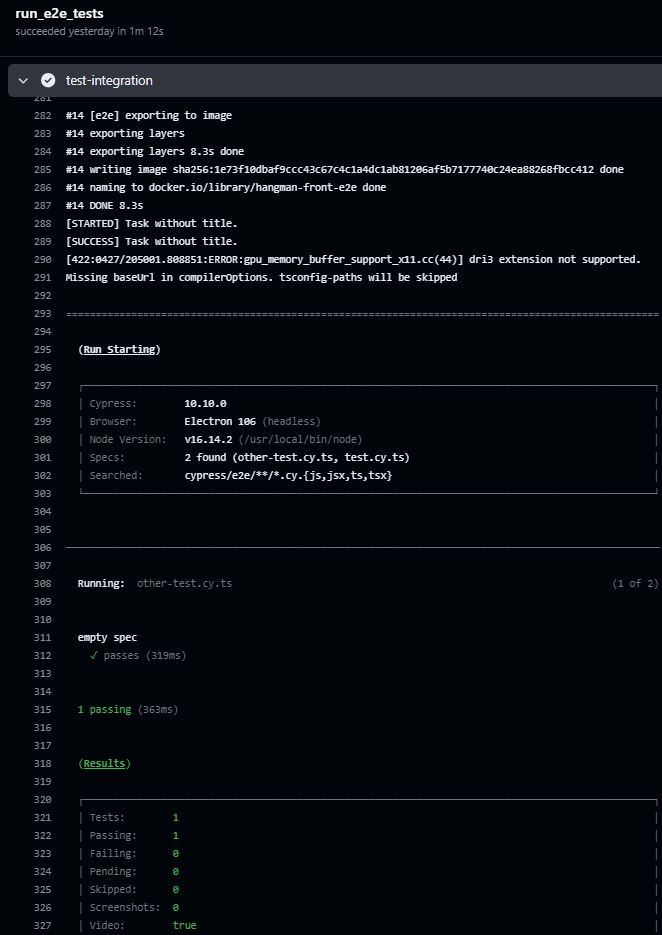 run_e2e_tests
succeeded yesterday in 1m 12s
test-integration
281
282 #14 [e2e] exporting to image
283 #14 exporting layers
284 #14 exporting layers 8.3s done
285 #14 writing image sha256:1e73f10dbaf9ccc43c67c4c1a4dc1ab81206af5b7177740c24ea88268fbcc412 done
286 #14 naming to docker.io/library/hangman-front-e2e done
287 #14 DONE 8.3s
288 [STARTED] Task without title.
289 [SUCCESS] Task without title.
290 [422:0427/205001.808851:ERROR:gpu_memory_buffer_support_x11.cc(44)] dri3 extension not supported.
291 Missing baseUrl in compilerOptions. tsconfig-paths will be skipped
292
293 ====================================================================================================
294
295 (Run Starting)
296
297
298 Cypress: 10.10.0
299 Browser: Electron 106 (headless)
300 Node Version: v16.14.2 (/usr/local/bin/node)
301 Specs: 2 found (other-test.cy.ts, test.cy.ts)
302 Searched: cypress/e2e/**/*.cy.{js,jsx,ts,tsx}
303
304
305
306
307
308 Running: other-test.cy.ts (1 of 2)
309
310
311 empty spec
312 ✓ passes (319ms)
313
314
315 1 passing (363ms)
316
317
318 (Results)
319
320
321 Tests: 1
322 Passing: 1
323 Failing: 0
324 Pending: 0
325 Skipped: 0
326 Screenshots: 0
327 Video: true